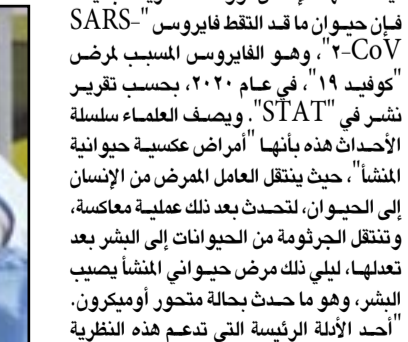 فإن حيوان ما قد التقط فايروس "SARS-
CoV-٢"، وهو الفايروس المسبب لمرض
"كوفيد ١٩"، في عام ٢٠٢٠، بحسب تقرير
نشر في "STAT". ويصف العلماء سلسلة
الأحداث هذه بأنها "أمراض عكسية حيوانية
المنشأ"، حيث ينتقل العامل الممرض من الإنسان
إلى الحيوان، لتحدث بعد ذلك عملية معاكسة،
وتنتقل الجرثومة من الحيوانات إلى البشر بعد
تعدلها، ليلي ذلك مرض حيواني المنشأ يصيب
البشر، وهو ما حدث بحالة متحور أوميكرون.
"أحد الأدلة الرئيسة التي تدعم هذه النظرية